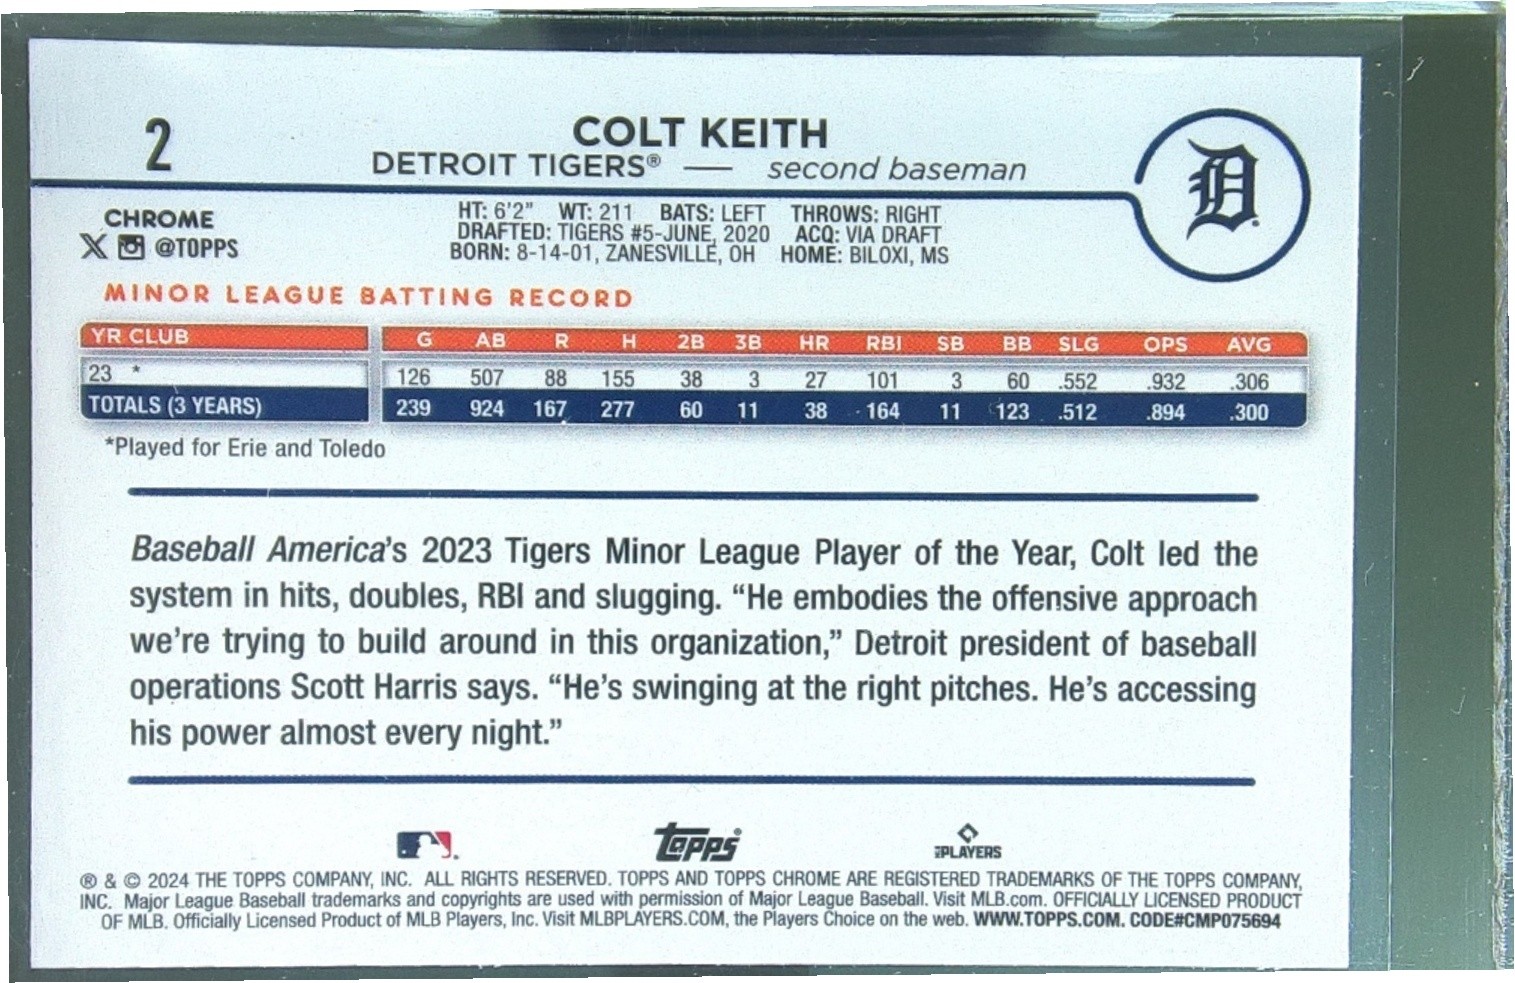 2
COLT KEITH
DETROIT TIGERS® — second baseman
D
CHROME
@TOPPS
HT: 6'2" WT: 211 BATS: LEFT THROWS: RIGHT
DRAFTED: TIGERS #5-JUNE, 2020 ACQ: VIA DRAFT
BORN: 8-14-01, ZANESVILLE, OH HOME: BILOXI, MS
MINOR LEAGUE BATTING RECORD
YR CLUB G AB R H 2B 3B HR RBI SB BB SLG OPS AVG
23 * 126 507 88 155 38 3 27 101 3 60 .552 .932 .306
TOTALS (3 YEARS) 239 924 167 277 60 11 38 164 11 123 .512 .894 .300
*Played for Erie and Toledo
Baseball America's 2023 Tigers Minor League Player of the Year, Colt led the
system in hits, doubles, RBI and slugging. “He embodies the offensive approach
we're trying to build around in this organization,” Detroit president of baseball
operations Scott Harris says. “He's swinging at the right pitches. He's accessing
his power almost every night.”
Topps
MLB PLAYERS
® & © 2024 THE TOPPS COMPANY, INC. ALL RIGHTS RESERVED. TOPPS AND TOPPS CHROME ARE REGISTERED TRADEMARKS OF THE TOPPS COMPANY,
INC. Major League Baseball trademarks and copyrights are used with permission of Major League Baseball. Visit MLB.com. OFFICIALLY LICENSED PRODUCT
OF MLB. Officially Licensed Product of MLB Players, Inc. Visit MLBPLAYERS.COM, the Players Choice on the web. WWW.TOPPS.COM. CODE#CMP075694